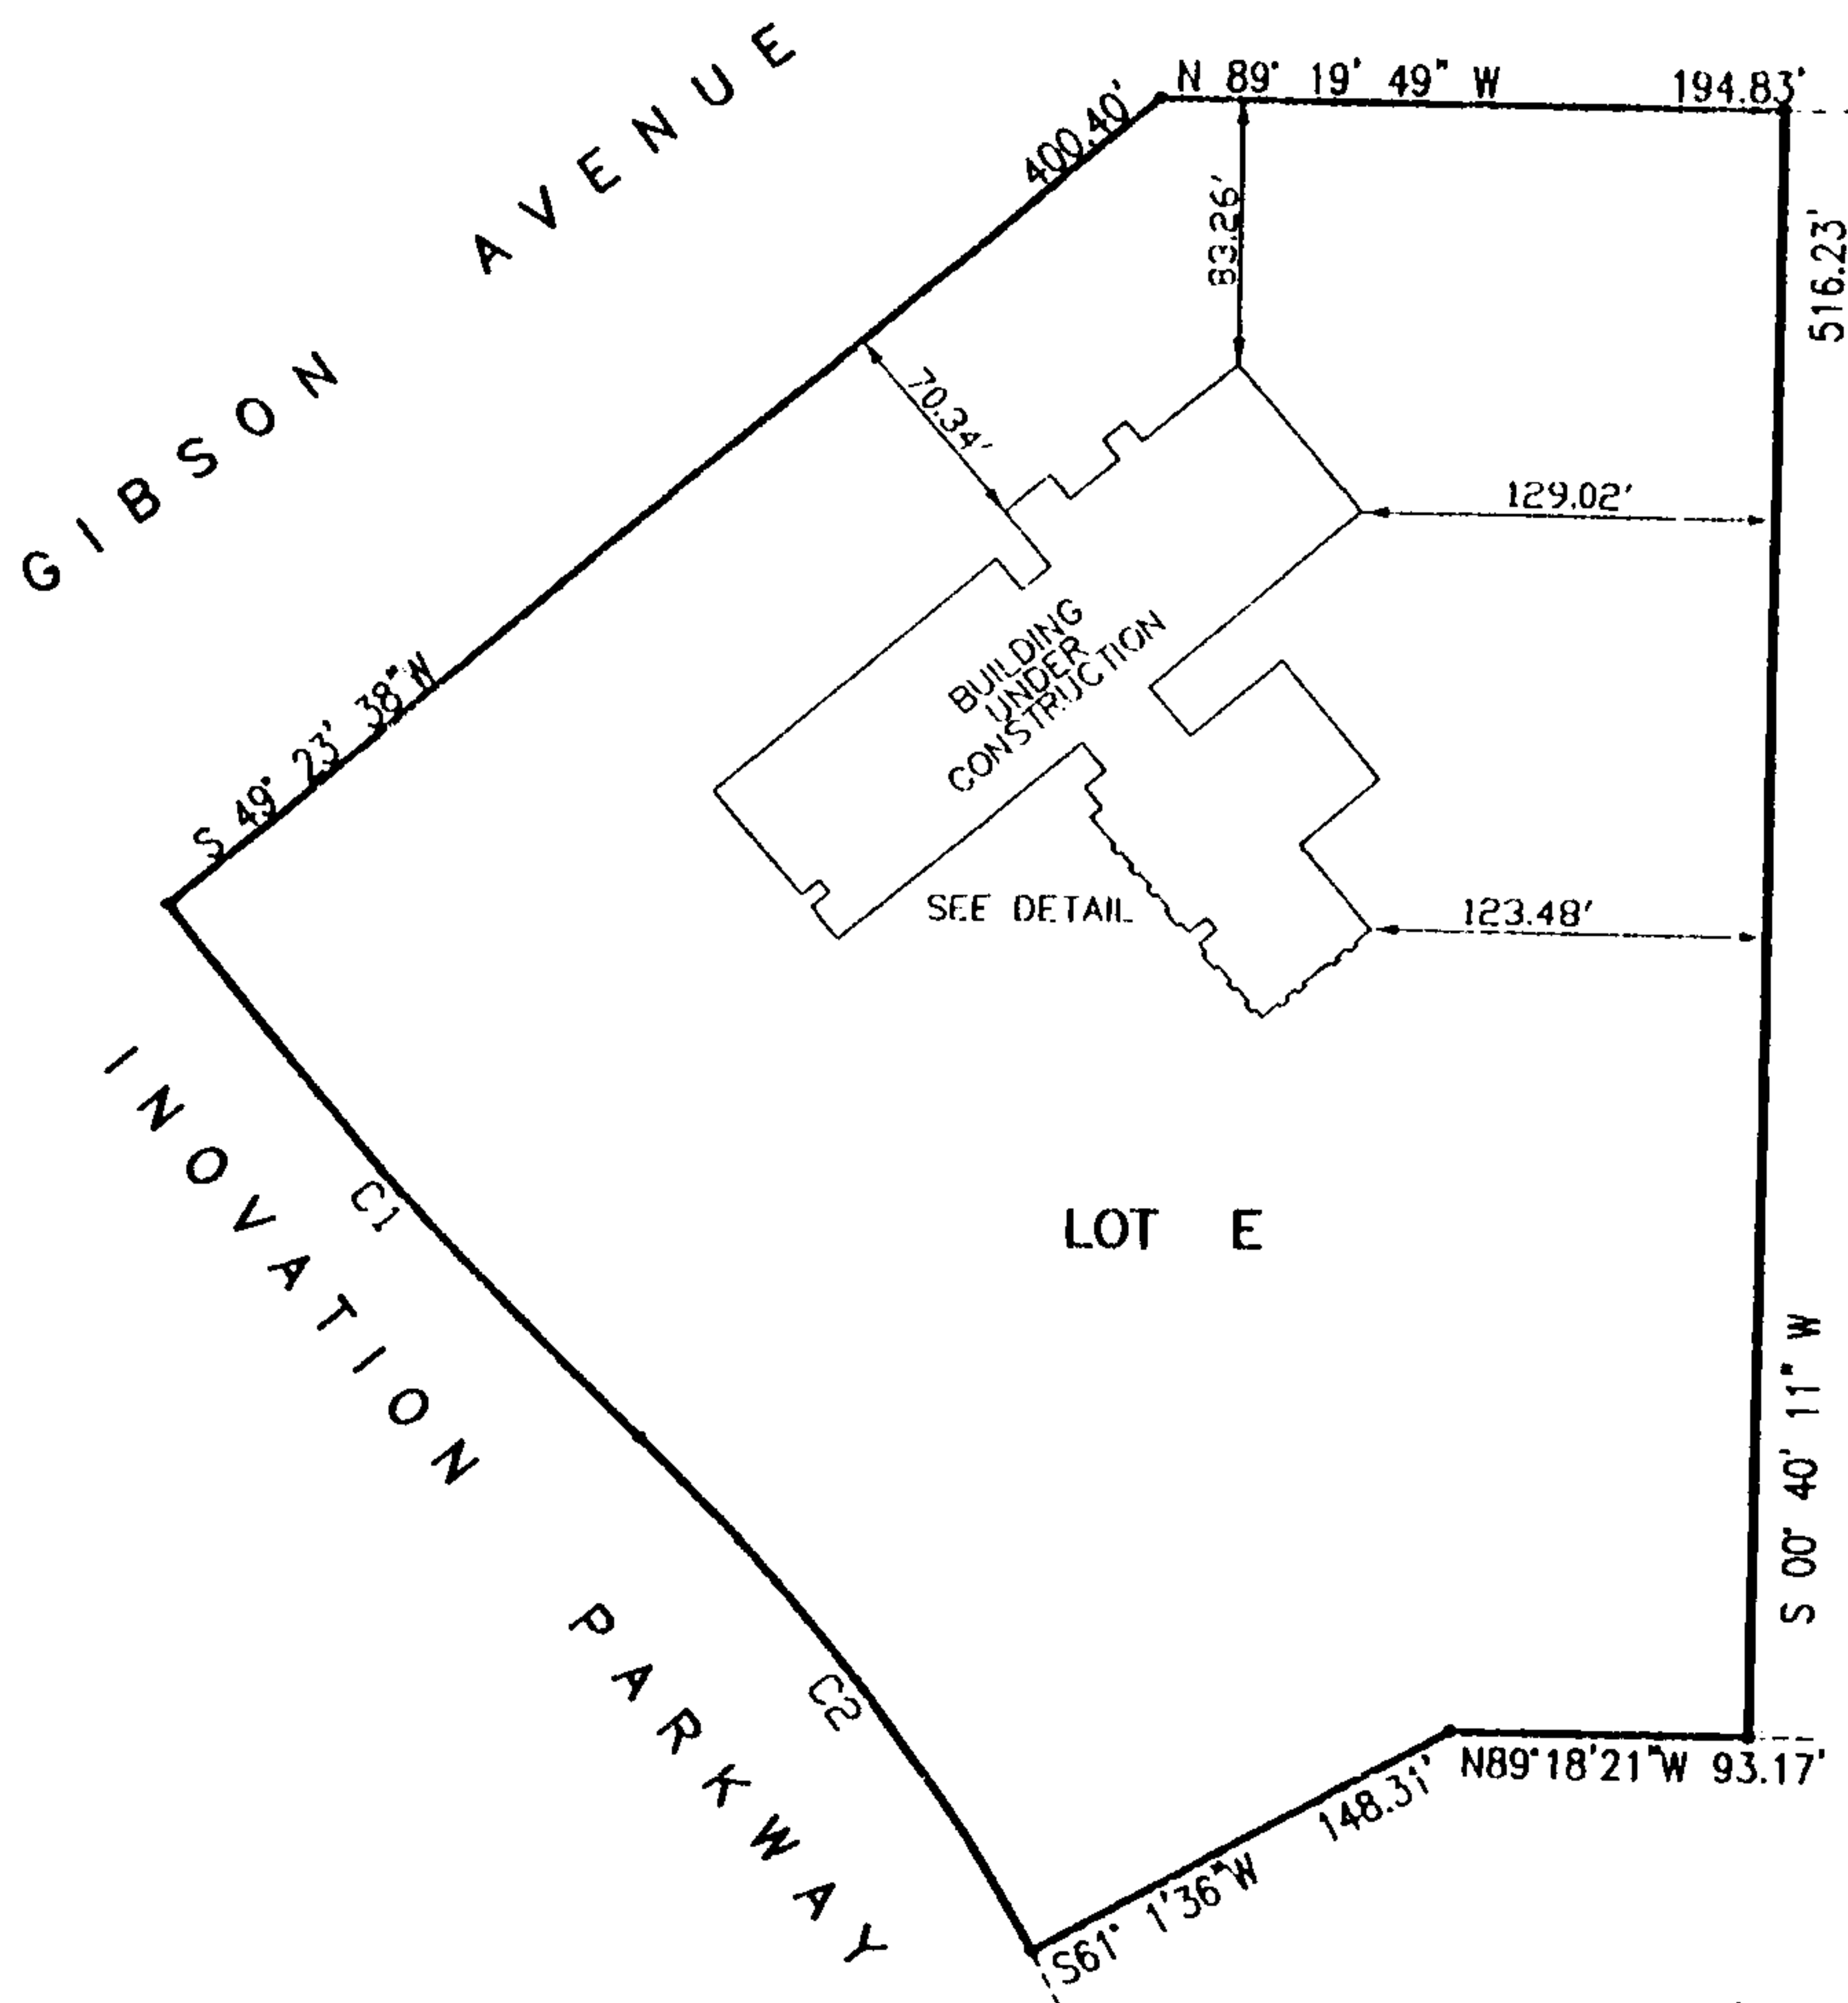 GIBSON AVENUE
N 89° 19' 49" W 194.83'
400.40'
83.26'
516.23'
70.34'
129.02'
BUILDING
UNDER
CONSTRUCTION
S 49° 23' 38"W
SEE DETAIL
123.48'
INOVATION PARKWAY
C1
LOT E
S 00° 40' 11" W
C2
N89°18'21"W 93.17'
148.31'
S61° 1'36"W